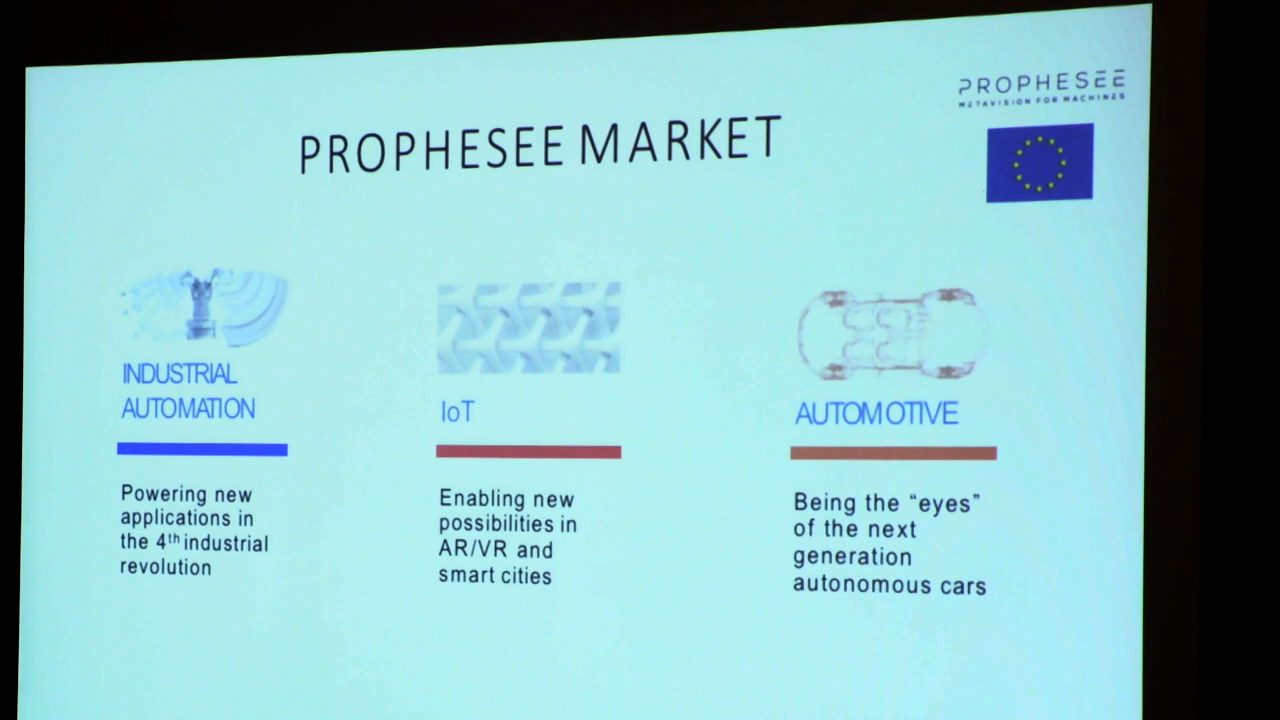 PROPHESEE
METAVISION FOR MACHINES
PROPHESEE MARKET
INDUSTRIAL
AUTOMATION
Powering new
applications in
the 4th industrial
revolution
IoT
Enabling new
possibilities in
AR/VR and
smart cities
AUTOMOTIVE
Being the “eyes”
of the next
generation
autonomous cars